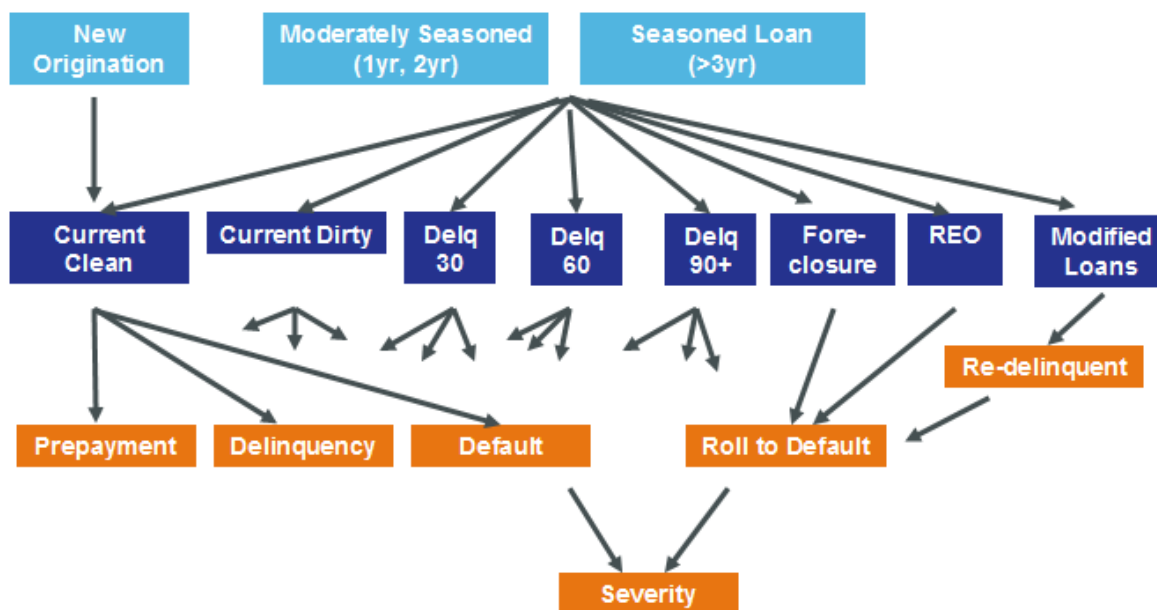 New
Origination
Moderately Seasoned
(1yr, 2yr)
Seasoned Loan
(>3yr)
Current
Clean
Current Dirty
Delq
30
Delq
60
Delq
90+
Fore-
closure
REO
Modified
Loans
Re-delinquent
Prepayment
Delinquency
Default
Roll to Default
Severity